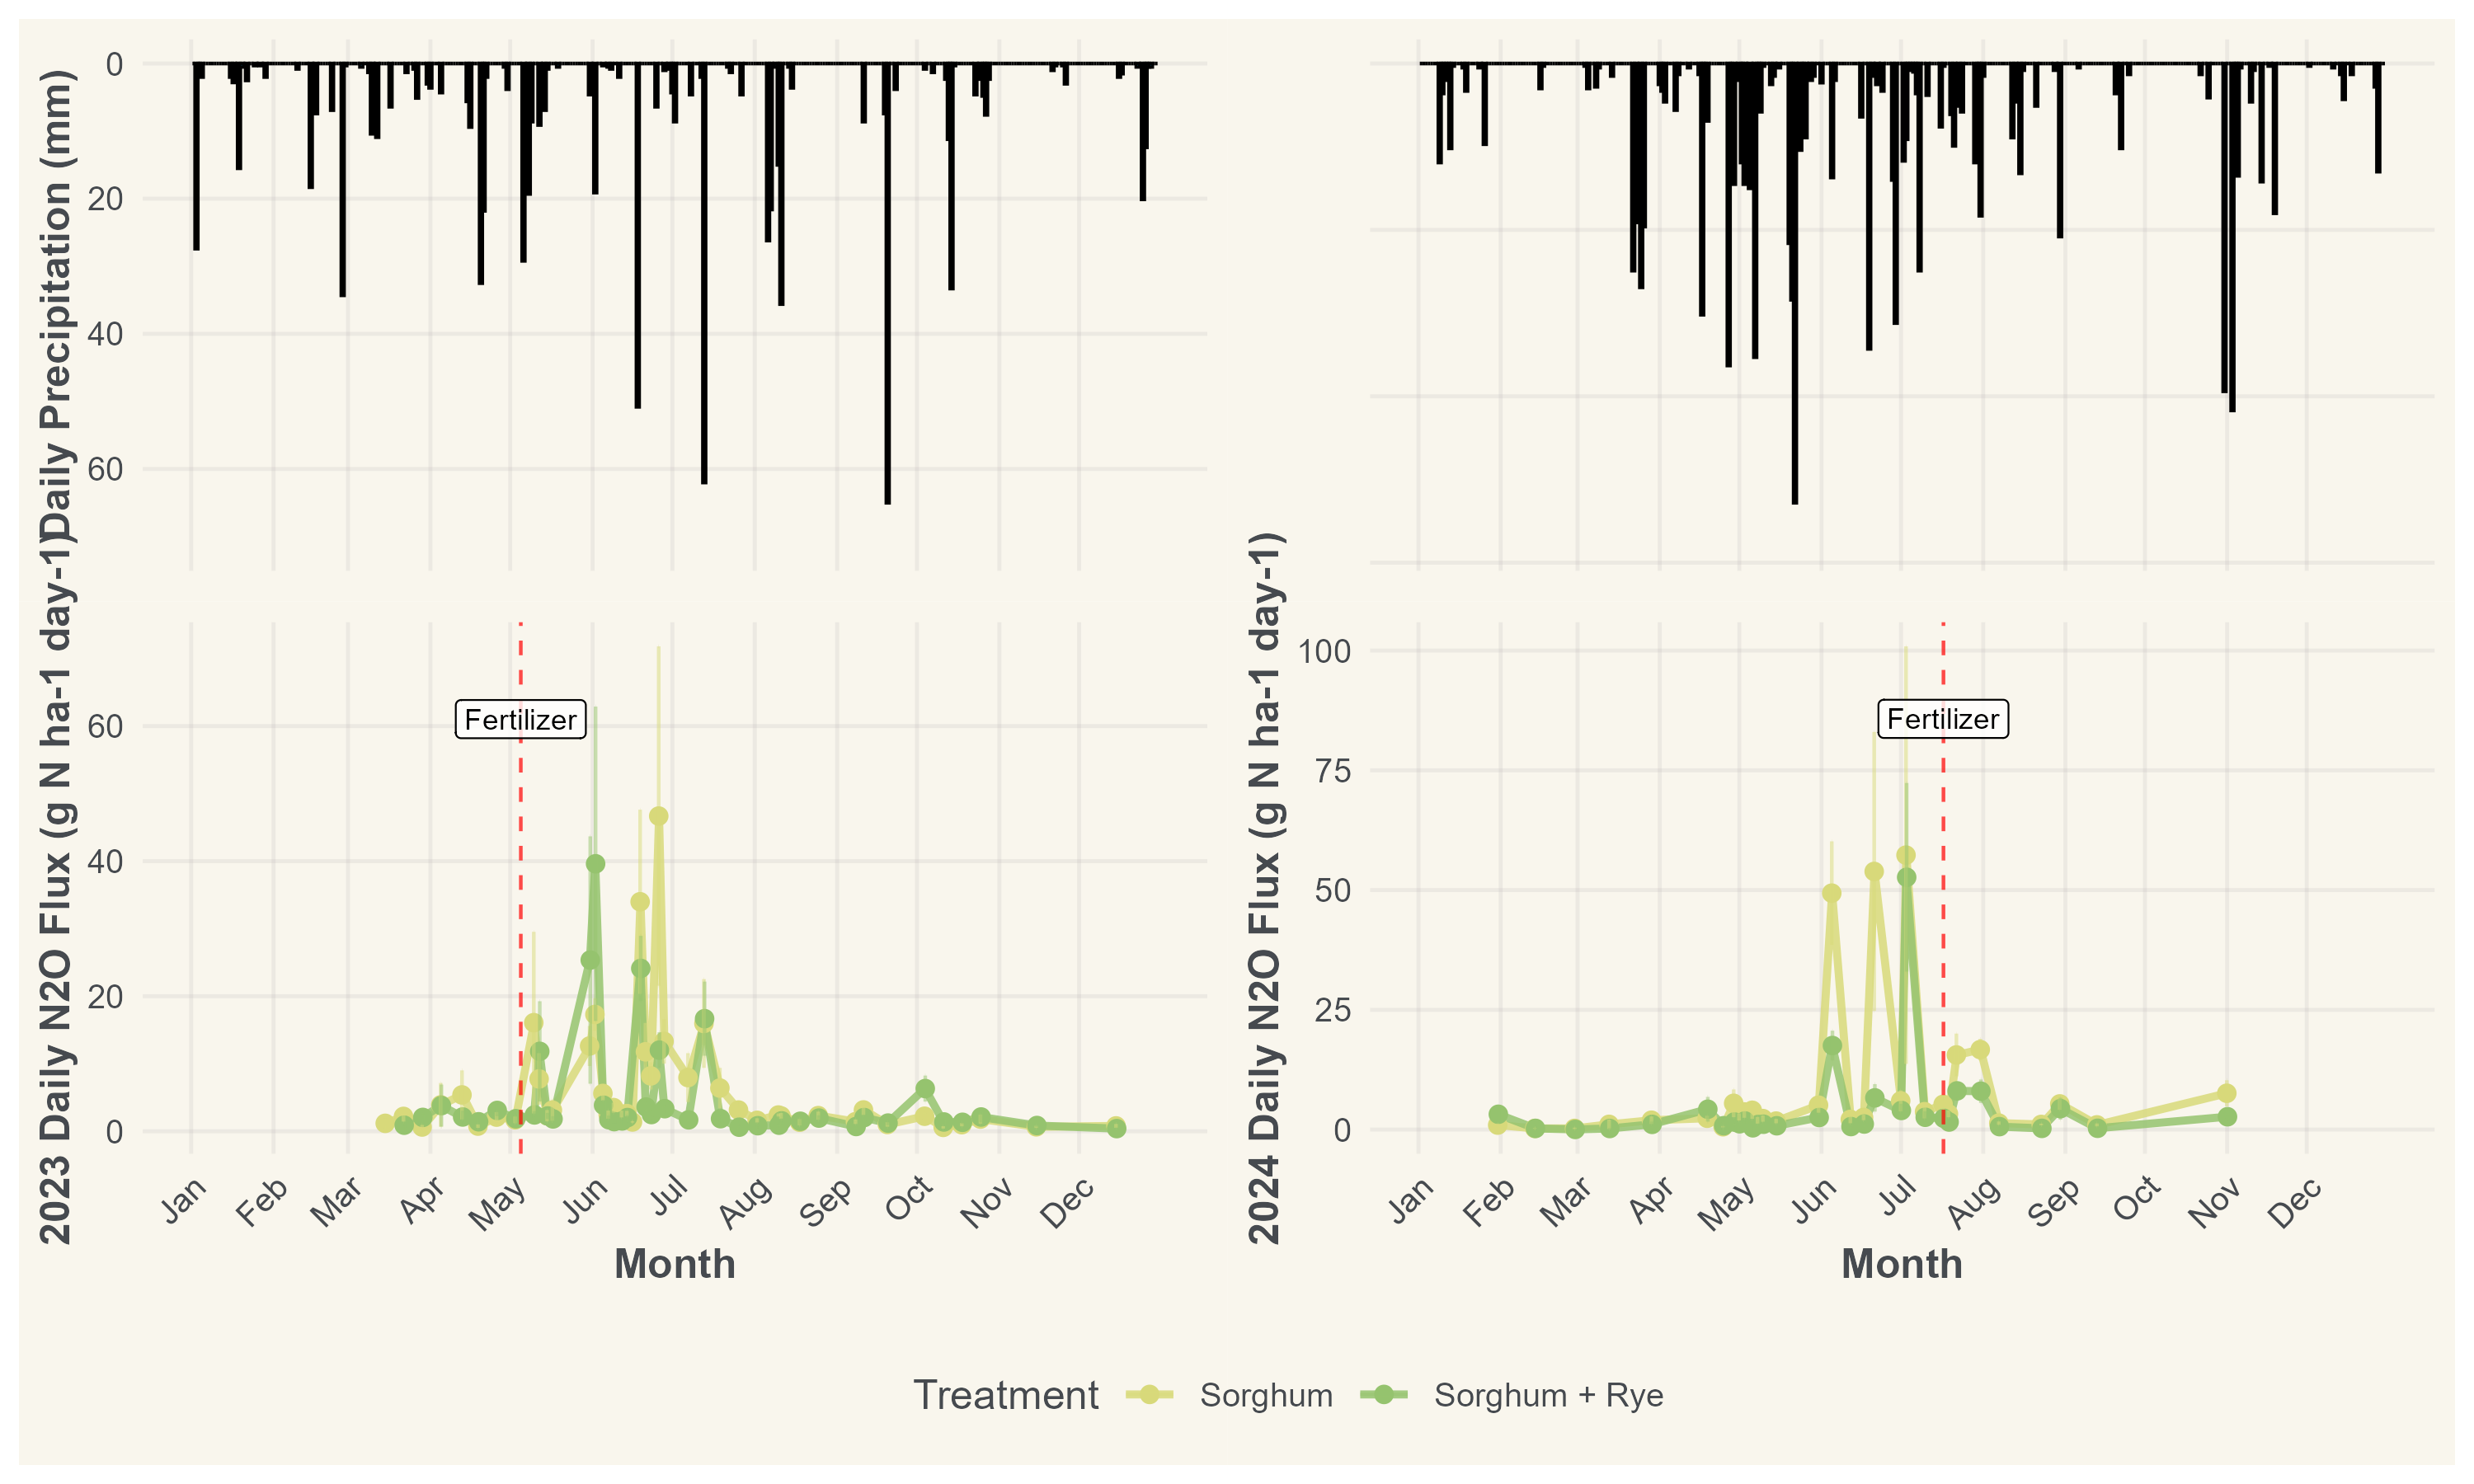 Daily Precipitation (mm)
0
20
40
60
2023 Daily N2O Flux (g N ha-1 day-1)
60
40
20
0
Fertilizer
Jan Feb Mar Apr May Jun Jul Aug Sep Oct Nov Dec
Month
2024 Daily N2O Flux (g N ha-1 day-1)
100
75
50
25
0
Fertilizer
Jan Feb Mar Apr May Jun Jul Aug Sep Oct Nov Dec
Month
Treatment Sorghum Sorghum + Rye